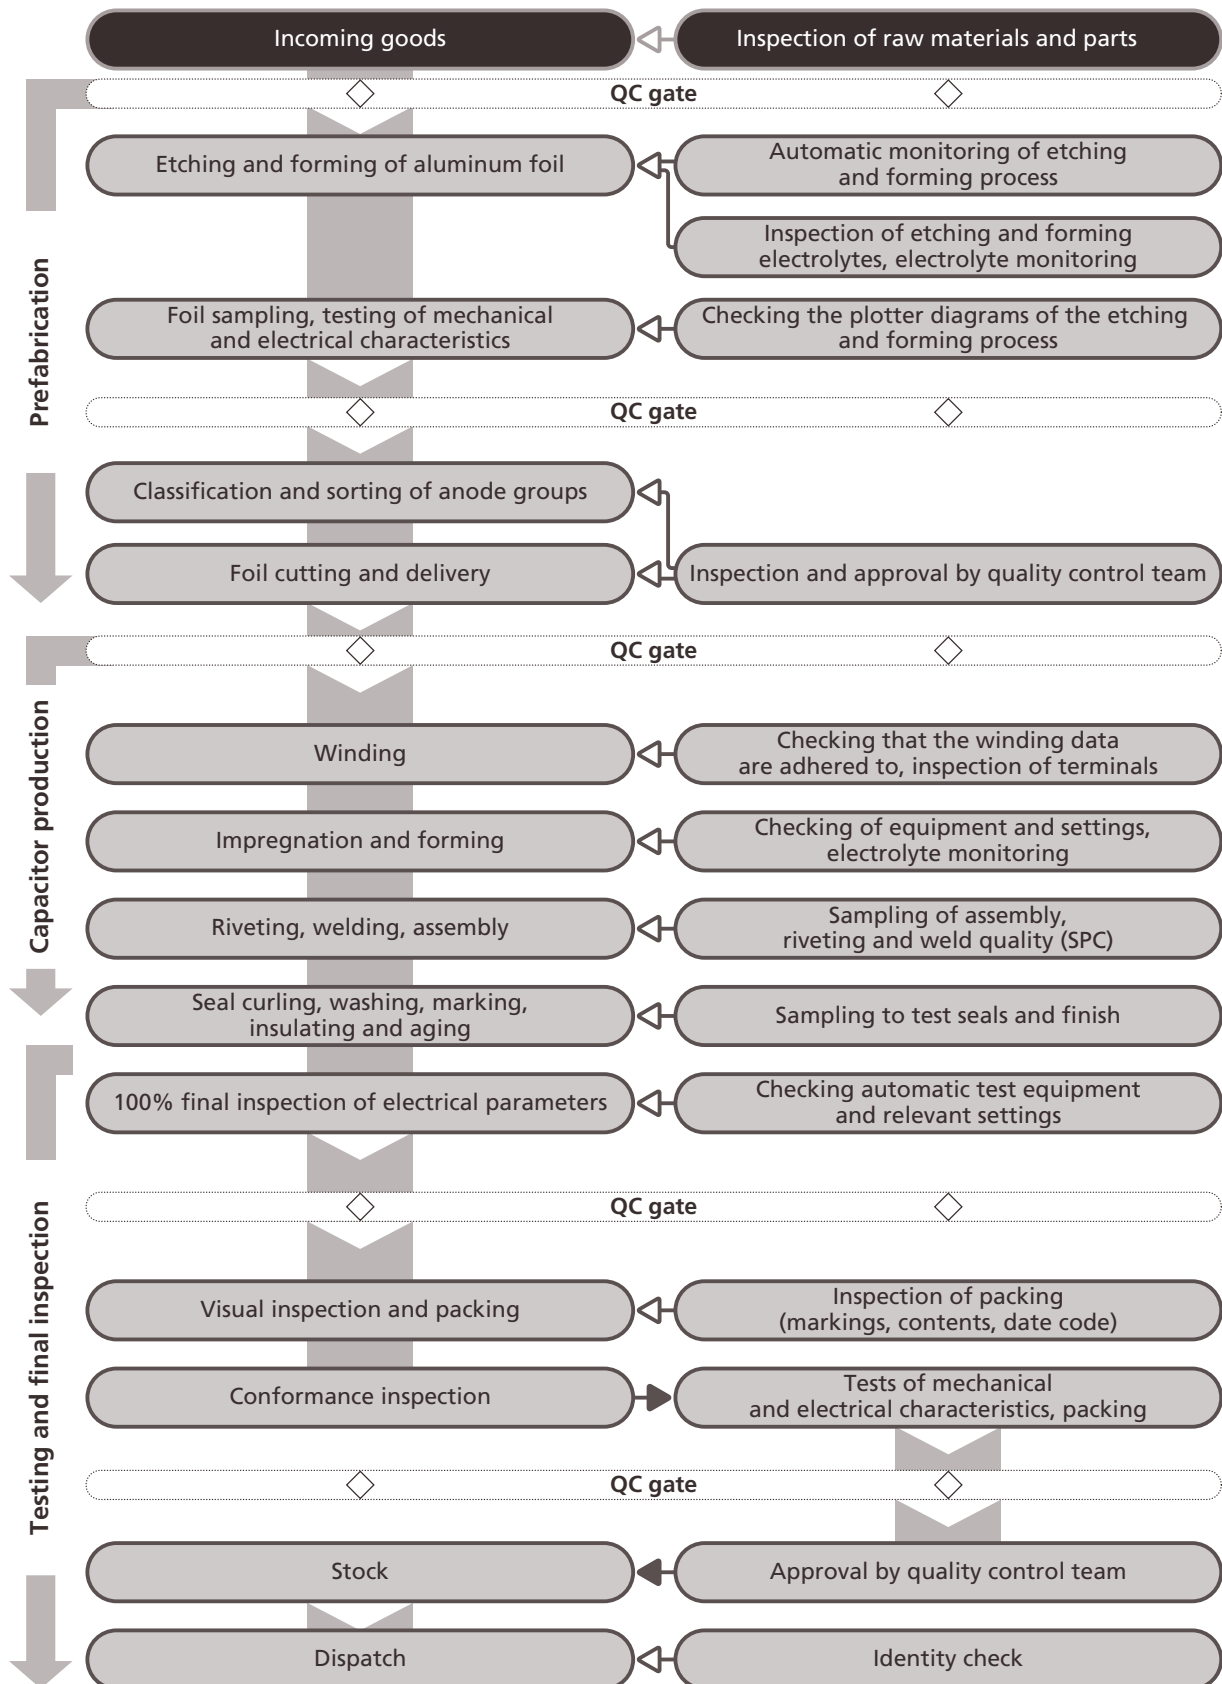 Incoming goods
Inspection of raw materials and parts
QC gate
Prefabrication
Etching and forming of aluminum foil
Automatic monitoring of etching
and forming process
Inspection of etching and forming
electrolytes, electrolyte monitoring
Foil sampling, testing of mechanical
and electrical characteristics
Checking the plotter diagrams of the etching
and forming process
QC gate
Classification and sorting of anode groups
Foil cutting and delivery
Inspection and approval by quality control team
QC gate
Capacitor production
Winding
Checking that the winding data
are adhered to, inspection of terminals
Impregnation and forming
Checking of equipment and settings,
electrolyte monitoring
Riveting, welding, assembly
Sampling of assembly,
riveting and weld quality (SPC)
Seal curling, washing, marking,
insulating and aging
Sampling to test seals and finish
100% final inspection of electrical parameters
Checking automatic test equipment
and relevant settings
QC gate
Testing and final inspection
Visual inspection and packing
Inspection of packing
(markings, contents, date code)
Conformance inspection
Tests of mechanical
and electrical characteristics, packing
QC gate
Stock
Approval by quality control team
Dispatch
Identity check